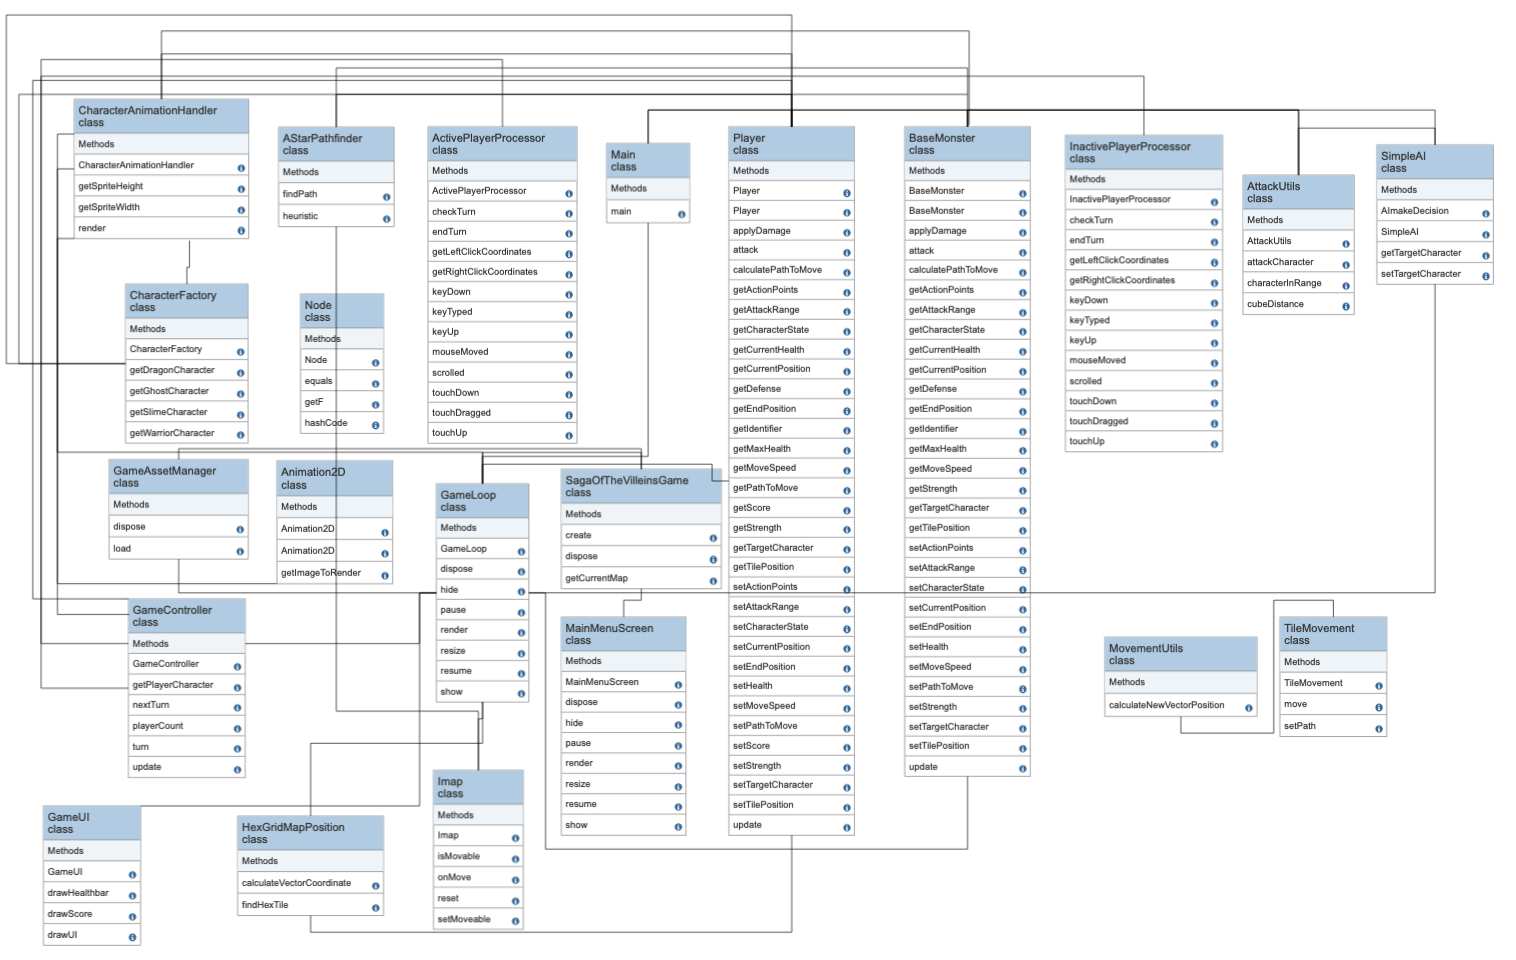 CharacterAnimationHandler
class
Methods
CharacterAnimationHandler
getSpriteHeight
getSpriteWidth
render
AStarPathfinder
class
Methods
findPath
heuristic
ActivePlayerProcessor
class
Methods
ActivePlayerProcessor
checkTurn
endTurn
getLeftClickCoordinates
getRightClickCoordinates
keyDown
keyTyped
keyUp
mouseMoved
scrolled
touchDown
touchDragged
touchUp
Main
class
Methods
main
Player
class
Methods
Player
Player
applyDamage
attack
calculatePathToMove
getActionPoints
getAttackRange
getCharacterState
getCurrentHealth
getCurrentPosition
getDefense
getEndPosition
getIdentifier
getMaxHealth
getMoveSpeed
getPathToMove
getScore
getStrength
getTargetCharacter
getTilePosition
setActionPoints
setAttackRange
setCharacterState
setCurrentPosition
setEndPosition
setHealth
setMoveSpeed
setPathToMove
setScore
setStrength
setTargetCharacter
setTilePosition
update
BaseMonster
class
Methods
BaseMonster
BaseMonster
applyDamage
attack
calculatePathToMove
getActionPoints
getAttackRange
getCharacterState
getCurrentHealth
getCurrentPosition
getDefense
getEndPosition
getIdentifier
getMaxHealth
getMoveSpeed
getStrength
getTargetCharacter
getTilePosition
setActionPoints
setAttackRange
setCharacterState
setCurrentPosition
setEndPosition
setHealth
setMoveSpeed
setPathToMove
setStrength
setTargetCharacter
setTilePosition
update
InactivePlayerProcessor
class
Methods
InactivePlayerProcessor
checkTurn
endTurn
getLeftClickCoordinates
getRightClickCoordinates
keyDown
keyTyped
keyUp
mouseMoved
scrolled
touchDown
touchDragged
touchUp
AttackUtils
class
Methods
AttackUtils
attackCharacter
characterInRange
cubeDistance
SimpleAI
class
Methods
AImakeDecision
SimpleAI
getTargetCharacter
setTargetCharacter
CharacterFactory
class
Methods
CharacterFactory
getDragonCharacter
getGhostCharacter
getSlimeCharacter
getWarriorCharacter
Node
class
Methods
Node
equals
getF
hashCode
GameAssetManager
class
Methods
dispose
load
Animation2D
class
Methods
Animation2D
Animation2D
getImageToRender
GameLoop
class
Methods
GameLoop
dispose
hide
pause
render
resize
resume
show
SagaOfTheVilleinsGame
class
Methods
create
dispose
getCurrentMap
GameController
class
Methods
GameController
getPlayerCharacter
nextTurn
playerCount
turn
update
MainMenuScreen
class
Methods
MainMenuScreen
dispose
hide
pause
render
resize
resume
show
MovementUtils
class
Methods
calculateNewVectorPosition
TileMovement
class
Methods
TileMovement
move
setPath
GameUI
class
Methods
GameUI
drawHealthbar
drawScore
drawUI
HexGridMapPosition
class
Methods
calculateVectorCoordinate
findHexTile
Imap
class
Methods
Imap
isMovable
onMove
reset
setMoveable